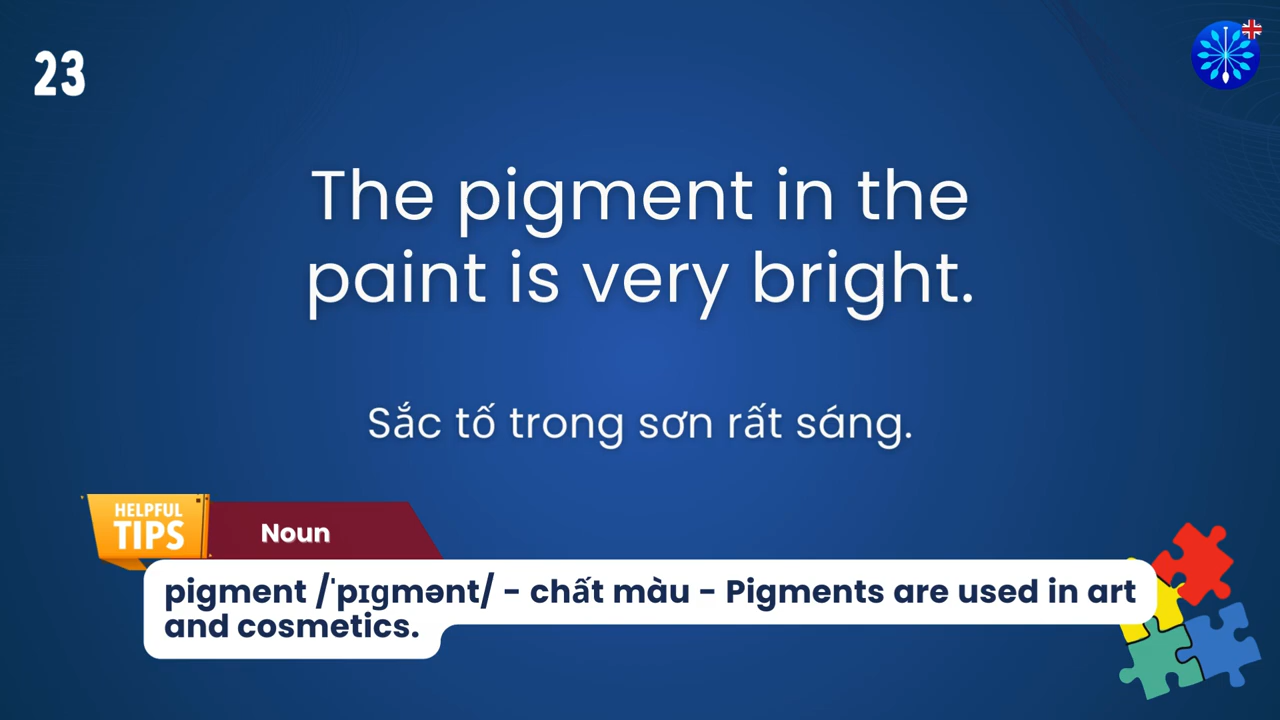 23
The pigment in the
paint is very bright.
Sắc tố trong sơn rất sáng.
HELPFUL
TIPS
Noun
pigment /ˈpɪɡmənt/ - chất màu - Pigments are used in art
and cosmetics.